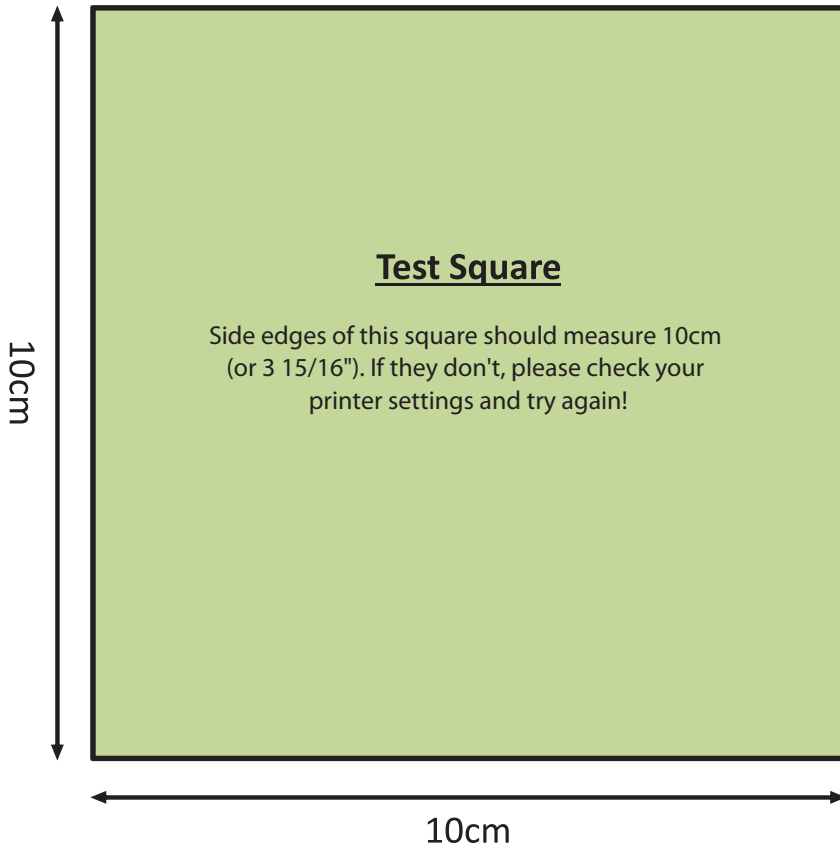 Test Square
Side edges of this square should measure 10cm
(or 3 15/16"). If they don't, please check your
printer settings and try again!
10cm
10cm